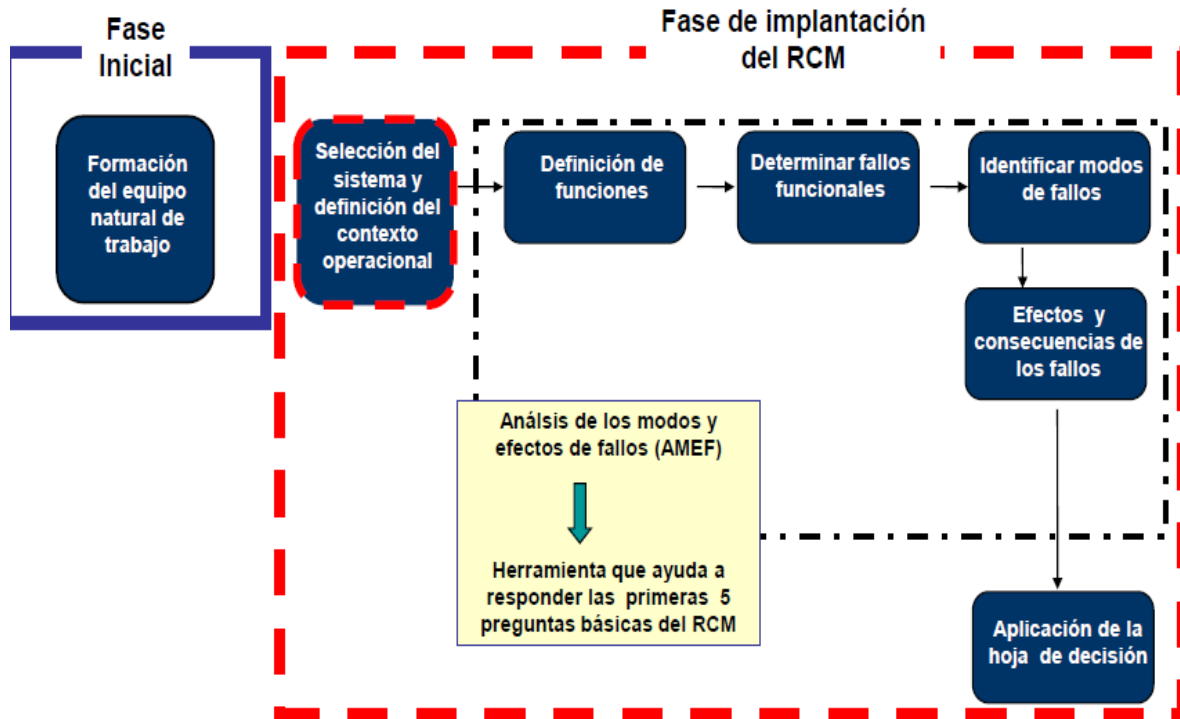 Fase
Inicial
Fase de implantación
del RCM
Formación
del equipo
natural de
trabajo
Selección del
sistema y
definición del
contexto
operacional
Definición de
funciones
Determinar fallos
funcionales
Identificar modos
de fallos
Efectos y
consecuencias de
los fallos
Análsis de los modos y
efectos de fallos (AMEF)
Herramienta que ayuda a
responder las primeras 5
preguntas básicas del RCM
Aplicación de la
hoja de decisión